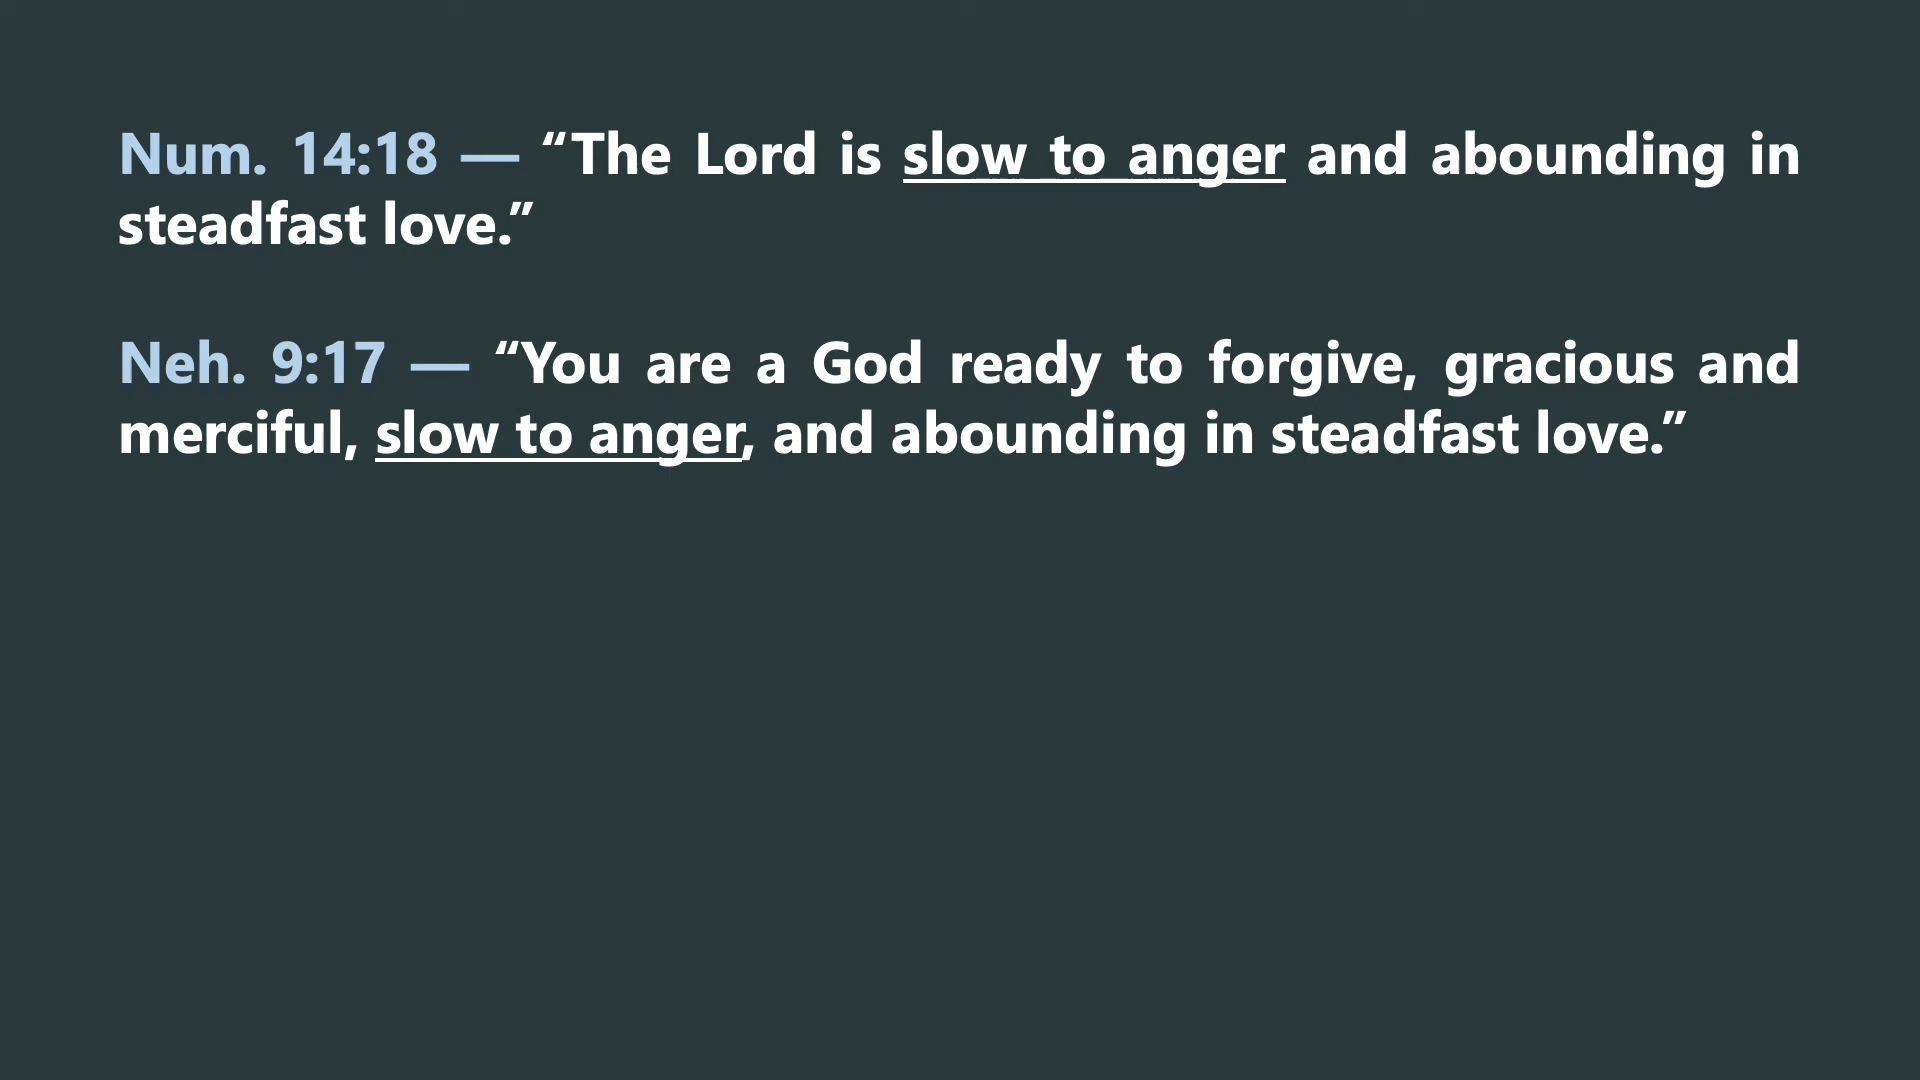 Num. 14:18 — “The Lord is slow to anger and abounding in
steadfast love.”
Neh. 9:17 — “You are a God ready to forgive, gracious and
merciful, slow to anger, and abounding in steadfast love.”